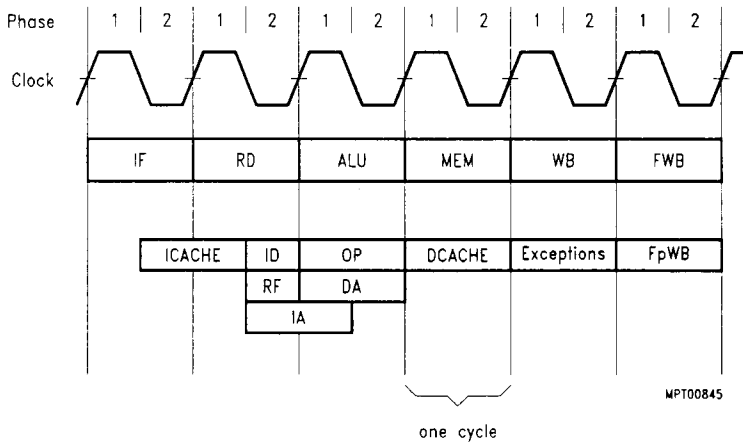 Phase 1 2 1 2 1 2 1 2 1 2 1 2
Clock
IF RD ALU MEM WB FWB
ICACHE ID OP DCACHE Exceptions FpWB
RF DA
IA
MPT00845
one cycle